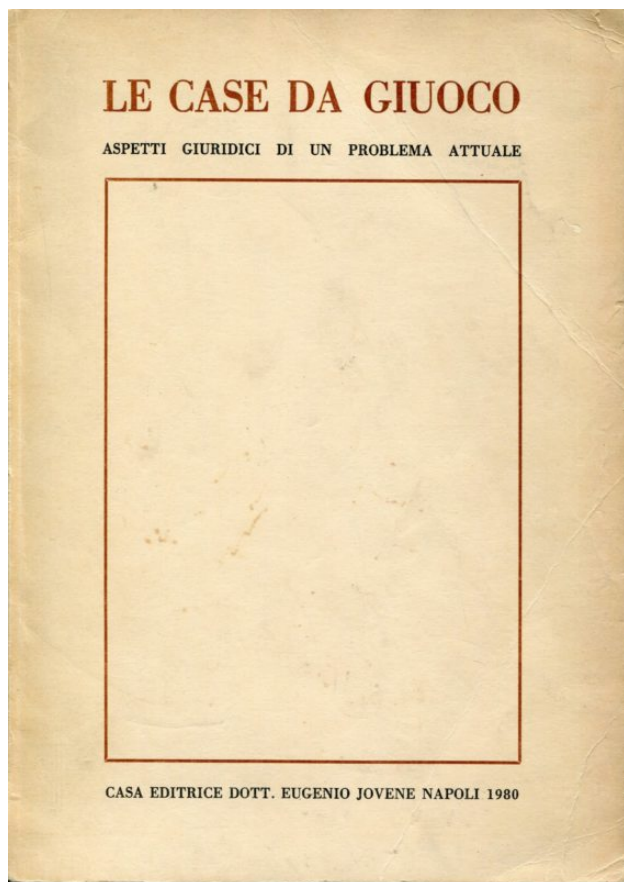 LE CASE DA GIUOCO
ASPETTI GIURIDICI DI UN PROBLEMA ATTUALE
CASA EDITRICE DOTT. EUGENIO JOVENE NAPOLI 1980